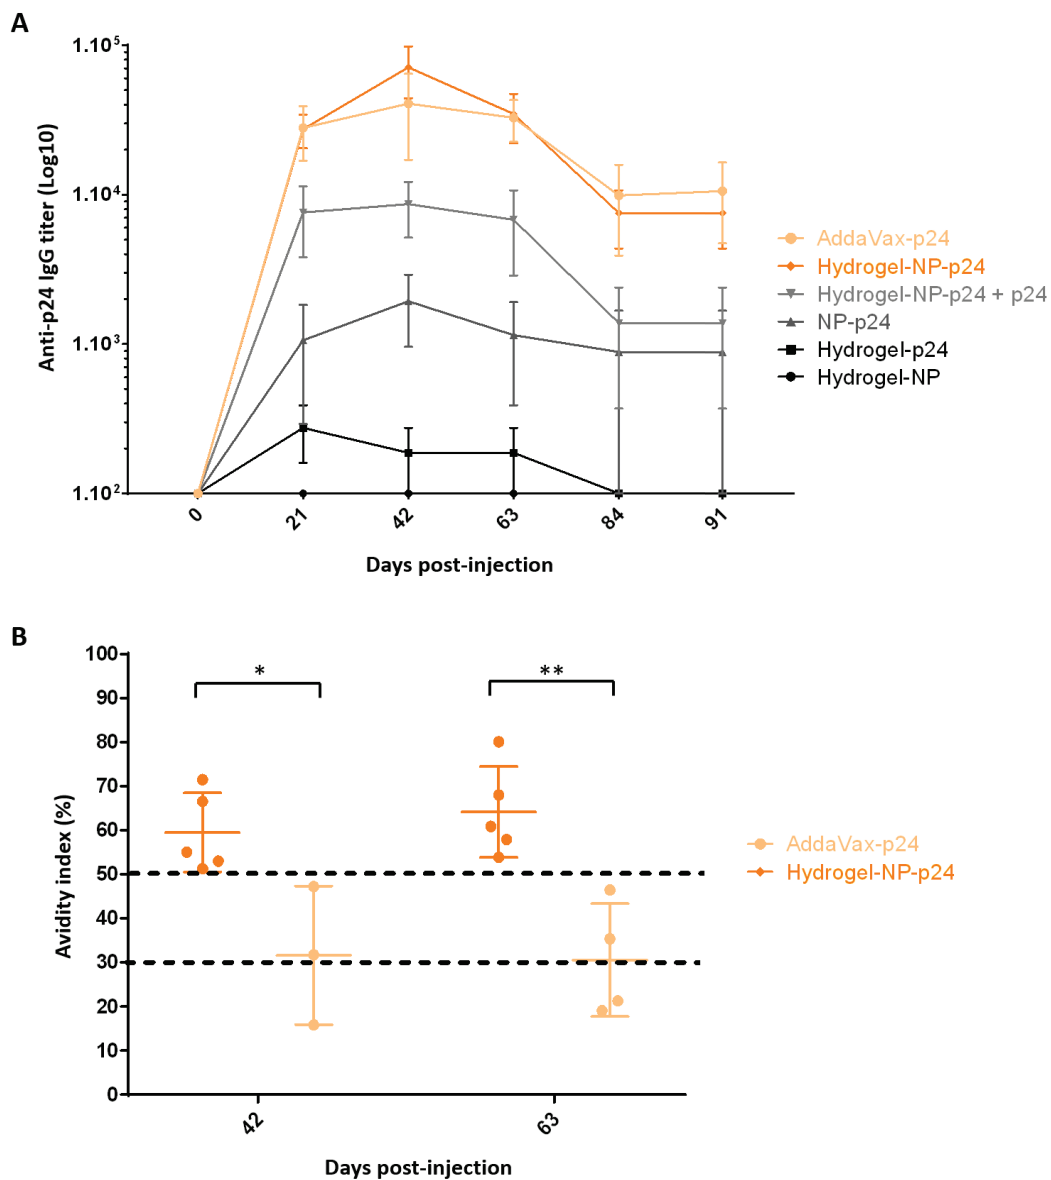 A
Anti-p24 IgG titer (Log10)
1.10⁵
1.10⁴
1.10³
1.10²
0
21
42
63
84
91
Days post-injection
AddaVax-p24
Hydrogel-NP-p24
Hydrogel-NP-p24 + p24
NP-p24
Hydrogel-p24
Hydrogel-NP
B
Avidity index (%)
100
90
80
70
60
50
40
30
20
10
0
*
**
42
63
Days post-injection
AddaVax-p24
Hydrogel-NP-p24